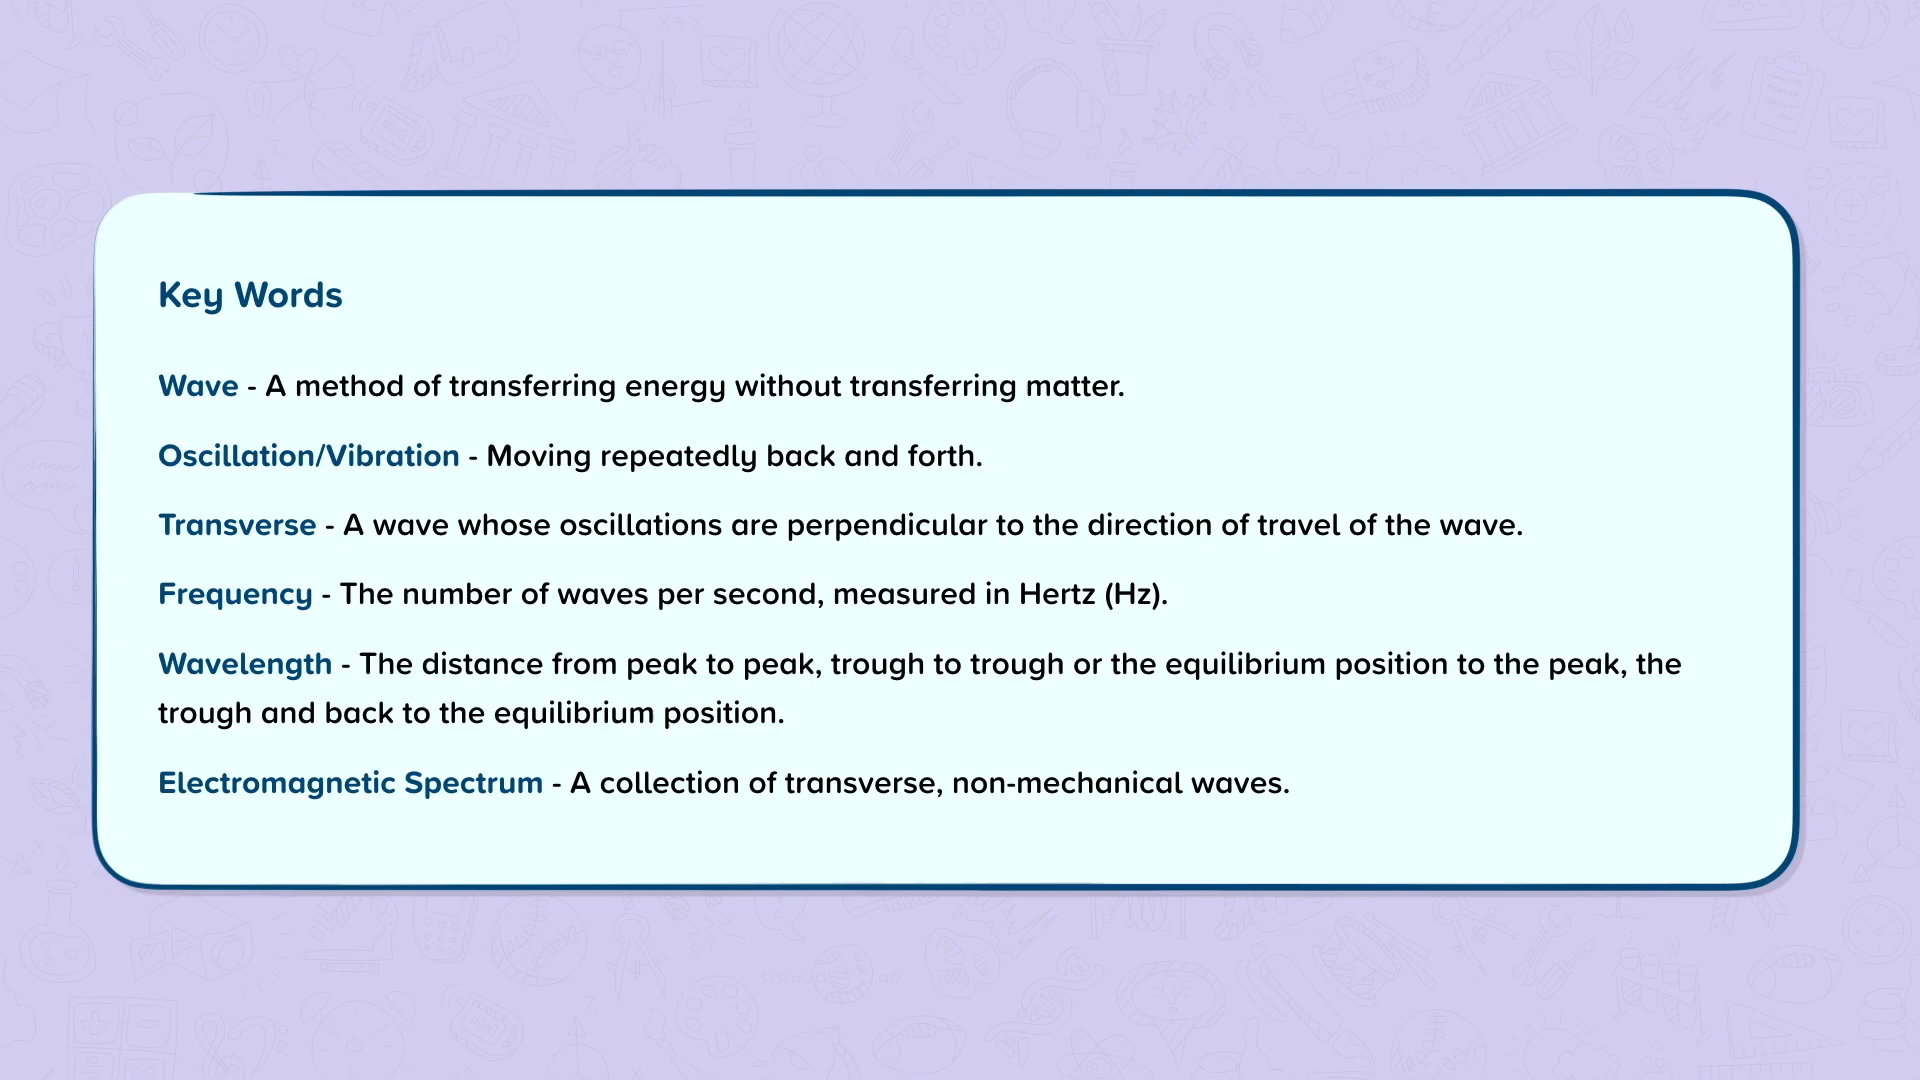 Key Words
Wave - A method of transferring energy without transferring matter.
Oscillation/Vibration - Moving repeatedly back and forth.
Transverse - A wave whose oscillations are perpendicular to the direction of travel of the wave.
Frequency - The number of waves per second, measured in Hertz (Hz).
Wavelength - The distance from peak to peak, trough to trough or the equilibrium position to the peak, the
trough and back to the equilibrium position.
Electromagnetic Spectrum - A collection of transverse, non-mechanical waves.